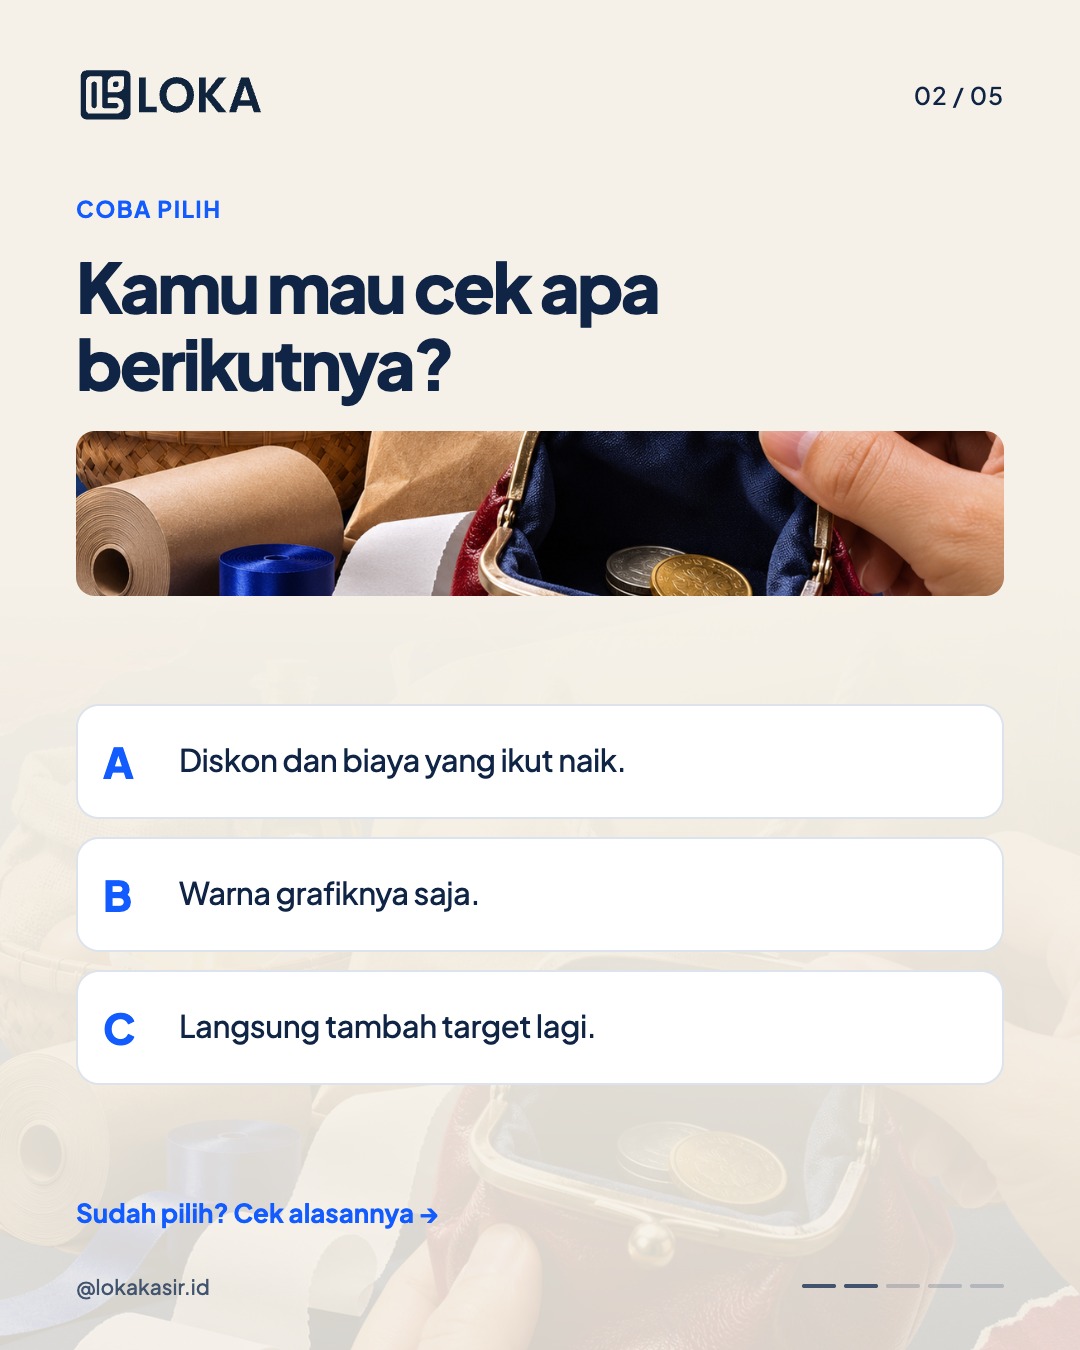 LOKA
02 / 05
COBA PILIH
Kamu mau cek apa
berikutnya?
A Diskon dan biaya yang ikut naik.
B Warna grafiknya saja.
C Langsung tambah target lagi.
Sudah pilih? Cek alasannya →
@lokakasir.id